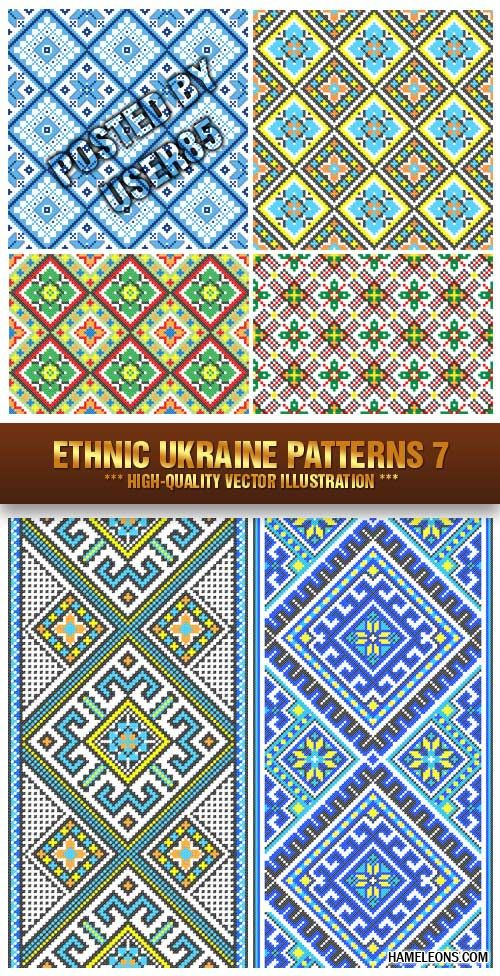 POSTED BY
USER85
ETHNIC UKRAINE PATTERNS 7
*** HIGH-QUALITY VECTOR ILLUSTRATION ***
HAMELEONS.COM